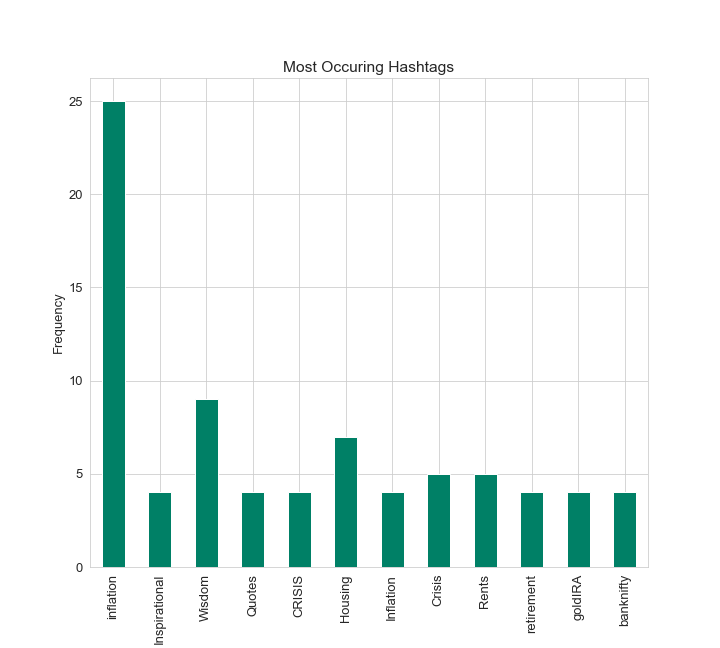 Most Occuring Hashtags
Frequency
25
20
15
10
5
0
inflation
Inspirational
Wisdom
Quotes
CRISIS
Housing
Inflation
Crisis
Rents
retirement
goldIRA
banknifty